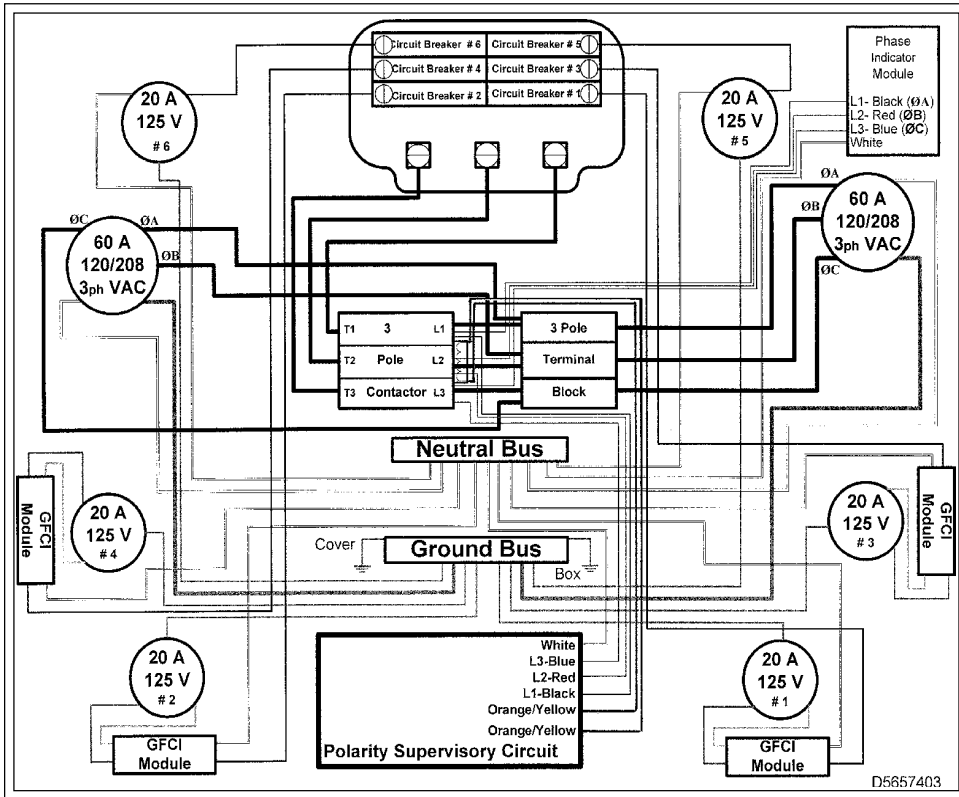 Circuit Breaker # 6
Circuit Breaker # 5
Circuit Breaker # 4
Circuit Breaker # 3
Circuit Breaker # 2
Circuit Breaker # 1
Phase
Indicator
Module
L1- Black (ØA)
L2- Red (ØB)
L3- Blue (ØC)
White
20 A
125 V
# 6
20 A
125 V
# 5
ØC
ØA
ØB
60 A
120/208
3ph VAC
ØA
ØB
ØC
60 A
120/208
3ph VAC
T1 3 L1
T2 Pole L2
T3 Contactor L3
3 Pole
Terminal
Block
Neutral Bus
GFCI
Module
20 A
125 V
# 4
Cover
Ground Bus
Box
20 A
125 V
# 3
GFCI
Module
20 A
125 V
# 2
GFCI
Module
White
L3-Blue
L2-Red
L1-Black
Orange/Yellow
Orange/Yellow
Polarity Supervisory Circuit
20 A
125 V
# 1
GFCI
Module
D5657403